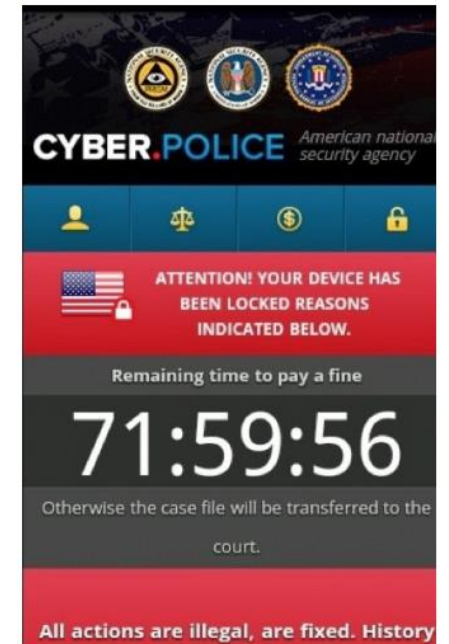 CYBER.POLICE
American national
security agency
ATTENTION! YOUR DEVICE HAS
BEEN LOCKED REASONS
INDICATED BELOW.
Remaining time to pay a fine
71:59:56
Otherwise the case file will be transferred to the
court.
All actions are illegal, are fixed. History